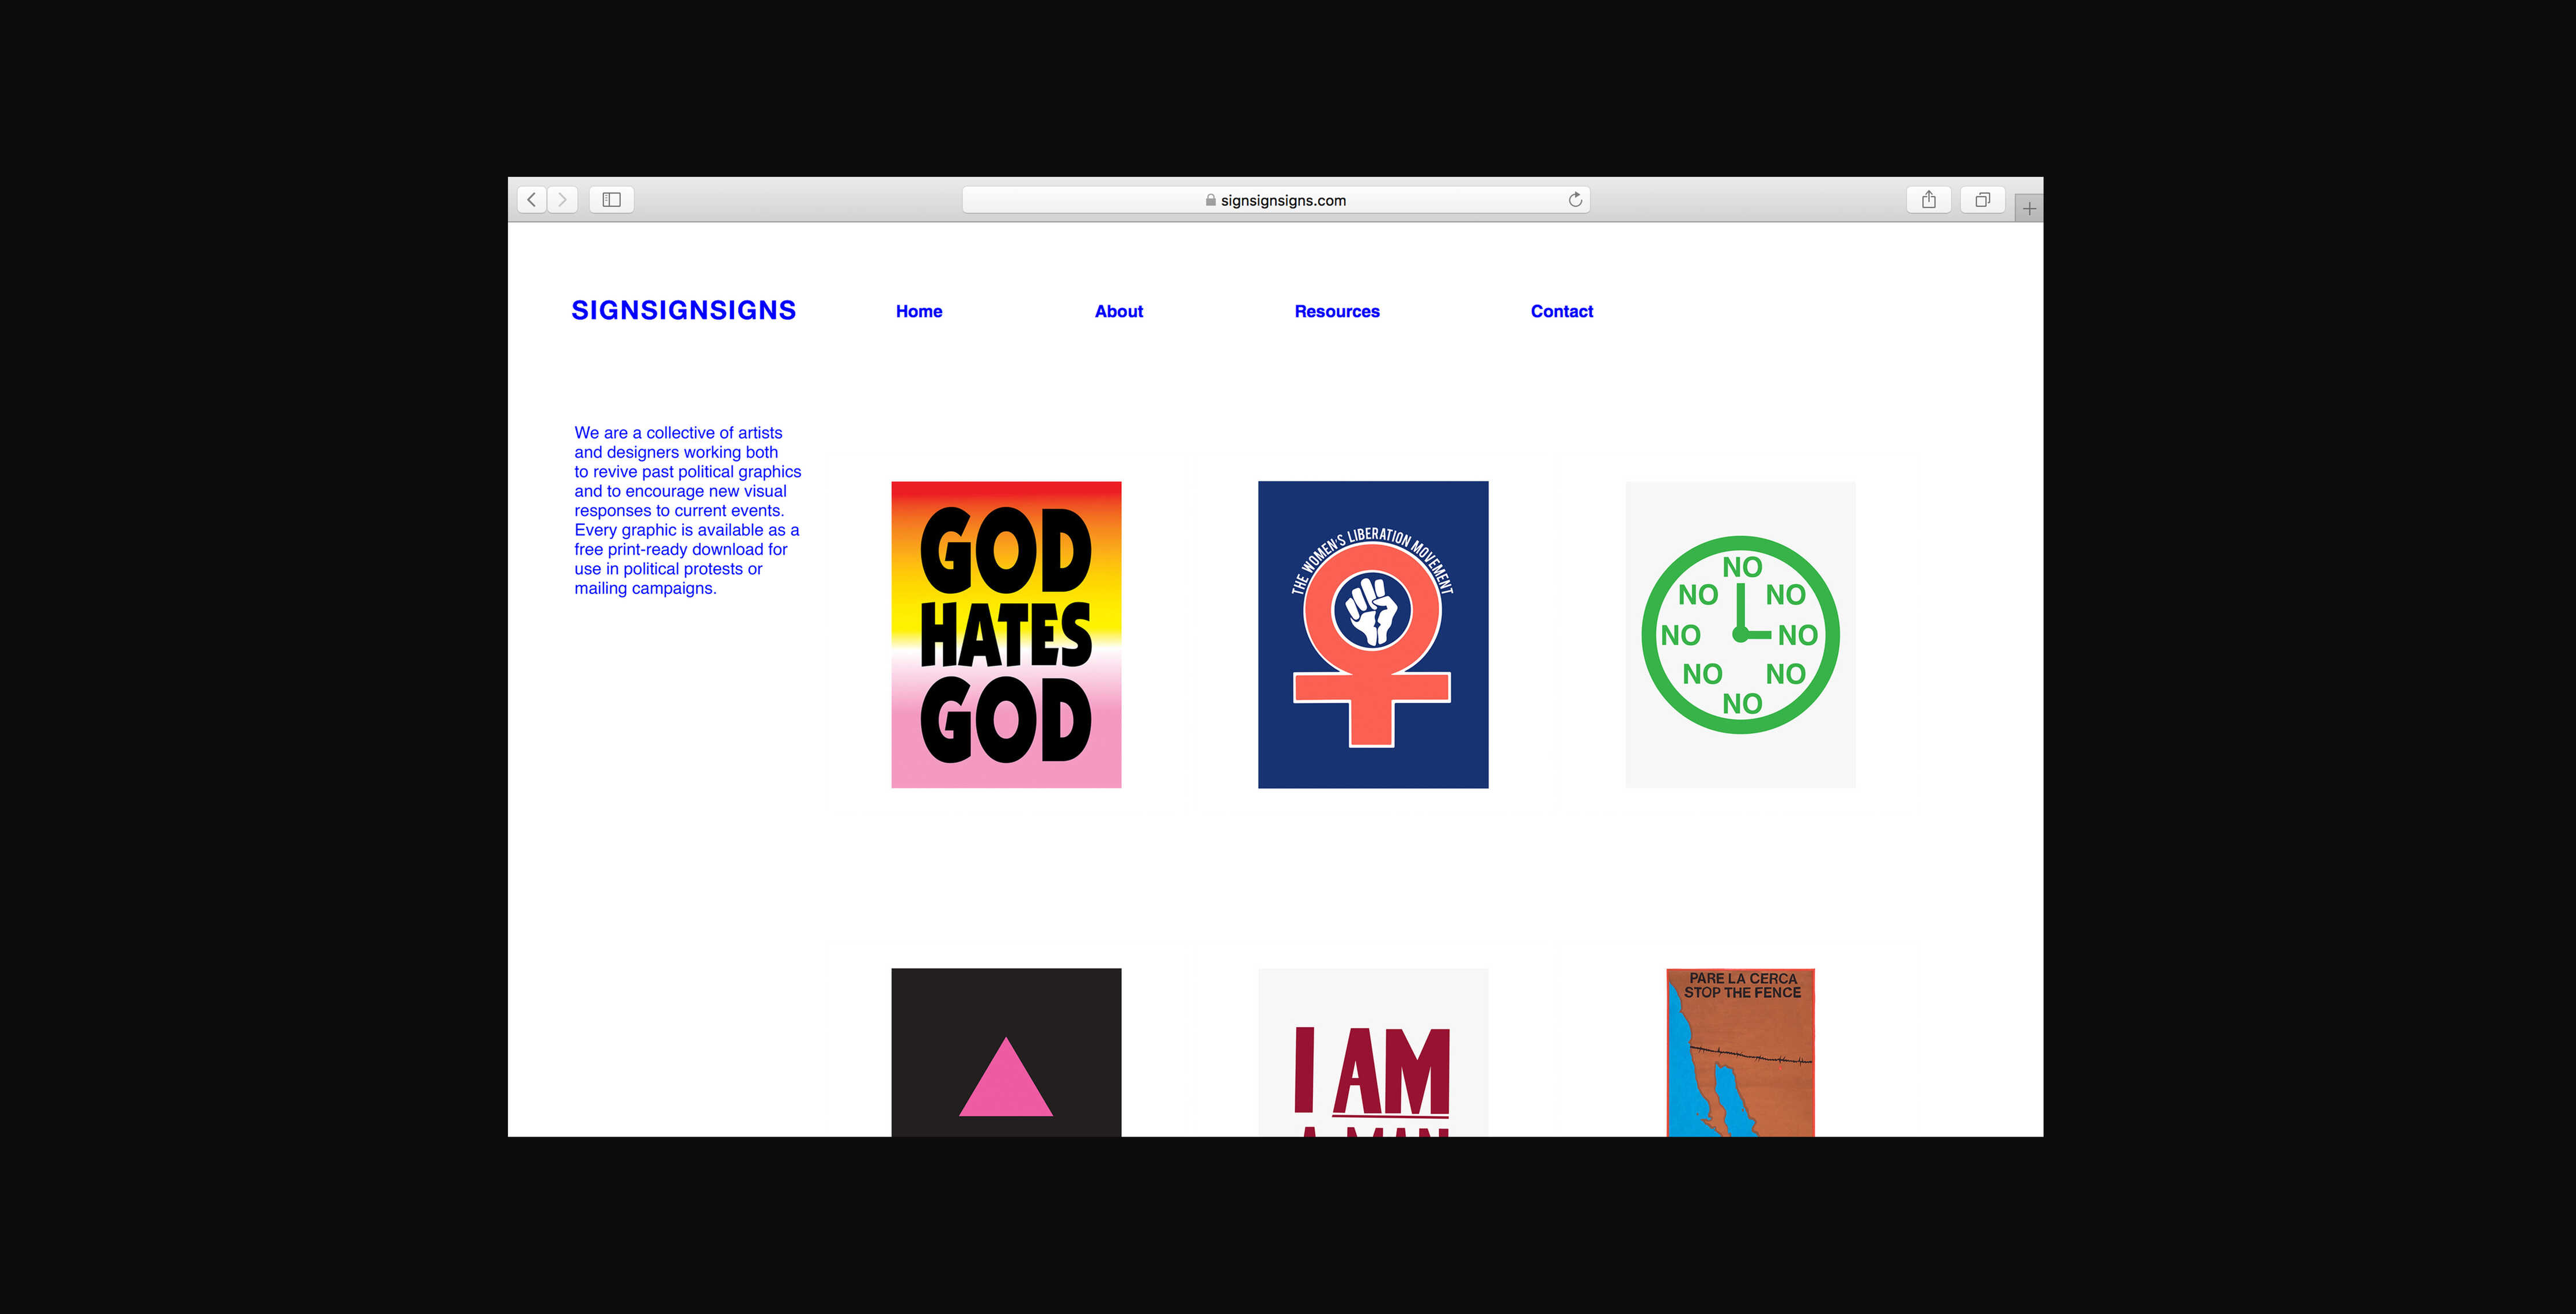 signsignsigns.com
SIGNSIGNSIGNS
Home
About
Resources
Contact
We are a collective of artists
and designers working both
to revive past political graphics
and to encourage new visual
responses to current events.
Every graphic is available as a
free print-ready download for
use in political protests or
mailing campaigns.
GOD
HATES
GOD
THE WOMEN'S LIBERATION MOVEMENT
NO
NO NO
NO NO
NO NO
NO
I AM
A MAN
PARE LA CERCA
STOP THE FENCE